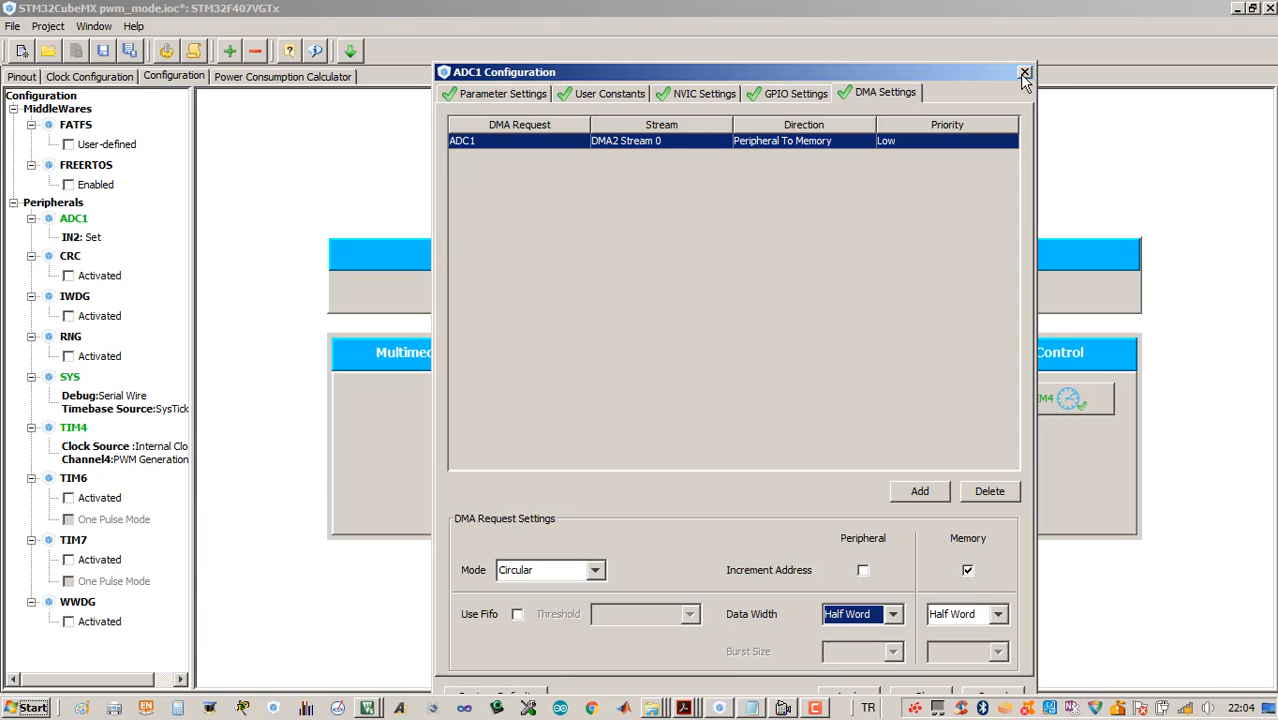 STM32CubeMX pwm_mode.ioc*: STM32F407VGTx
File Project Window Help
Pinout Clock Configuration Configuration Power Consumption Calculator
Configuration
MiddleWares
FATFS
User-defined
FREERTOS
Enabled
Peripherals
ADC1
IN2: Set
CRC
Activated
IWDG
Activated
RNG
Activated
SYS
Debug:Serial Wire
Timebase Source:SysTick
TIM4
Clock Source :Internal Clo
Channel4:PWM Generation
TIM6
Activated
One Pulse Mode
TIM7
Activated
One Pulse Mode
WWDG
Activated
Multimed
Control
M4
ADC1 Configuration
Parameter Settings User Constants NVIC Settings GPIO Settings DMA Settings
DMA Request Stream Direction Priority
ADC1 DMA2 Stream 0 Peripheral To Memory Low
Add Delete
DMA Request Settings
Peripheral Memory
Mode Circular Increment Address
Use Fifo Threshold Data Width Half Word Half Word
Burst Size
Start TR 22:04